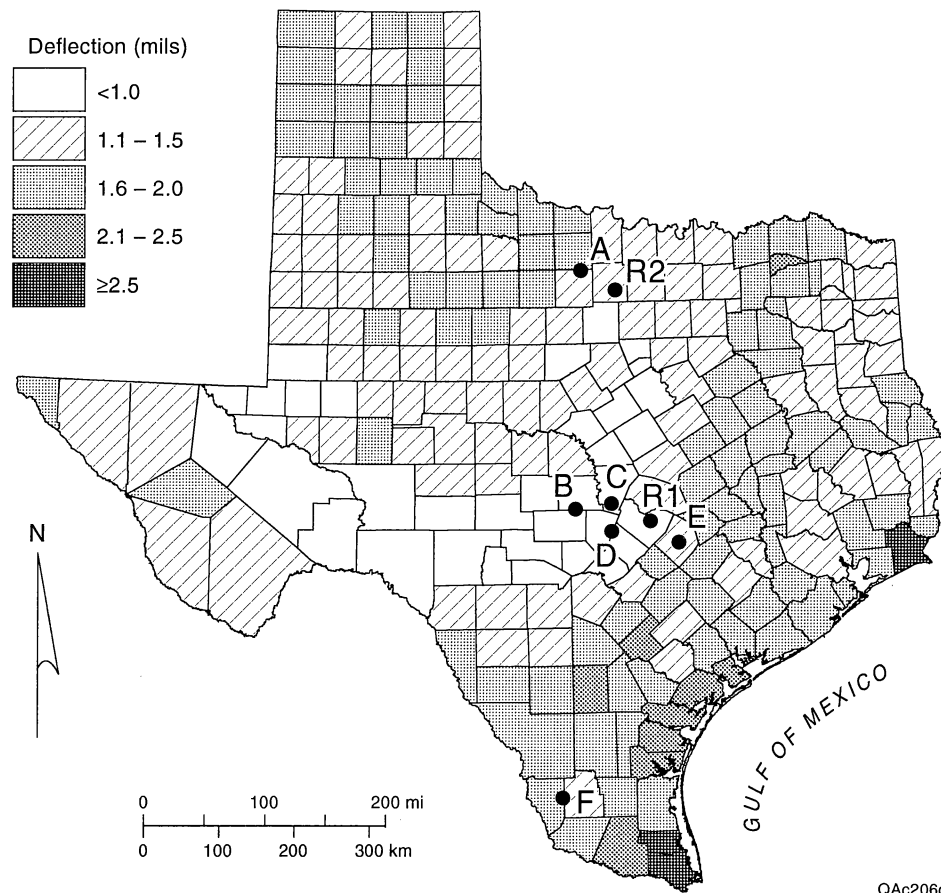 Deflection (mils)
<1.0
1.1 – 1.5
1.6 – 2.0
2.1 – 2.5
≥2.5
A
R2
C
B
R1
E
D
N
GULF OF MEXICO
F
0 100 200 mi
0 100 200 300 km
QAc206c